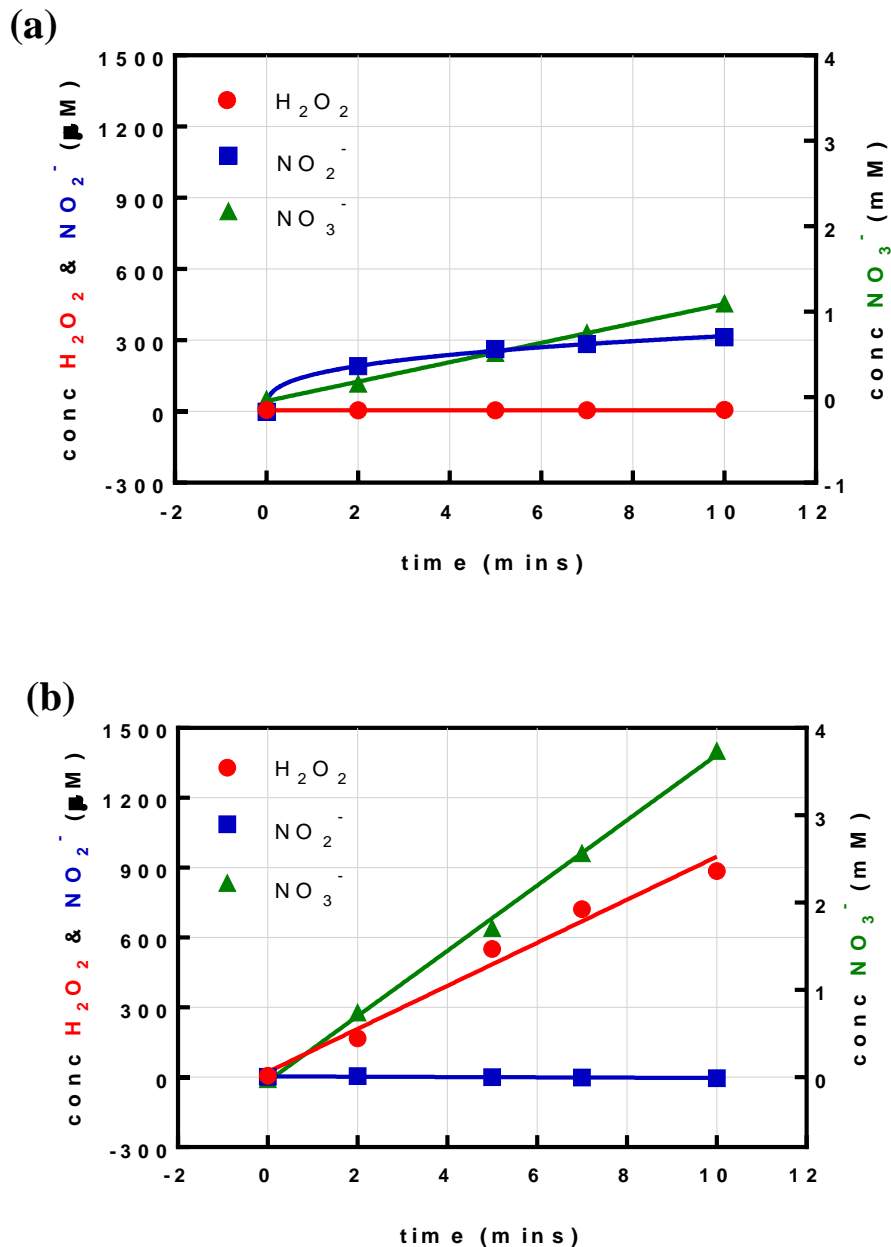 (a)
1500
1200
900
600
300
0
-300
conc H₂O₂ & NO₂⁻ (μM)
H₂O₂
NO₂⁻
NO₃⁻
4
3
2
1
0
-1
conc NO₃⁻ (mM)
-2 0 2 4 6 8 10 12
time (mins)
(b)
1500
1200
900
600
300
0
-300
conc H₂O₂ & NO₂⁻ (μM)
H₂O₂
NO₂⁻
NO₃⁻
4
3
2
1
0
conc NO₃⁻ (mM)
-2 0 2 4 6 8 10 12
time (mins)